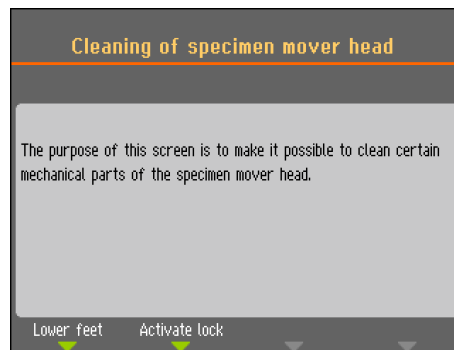 Cleaning of specimen mover head
The purpose of this screen is to make it possible to clean certain
mechanical parts of the specimen mover head.
Lower feet Activate lock